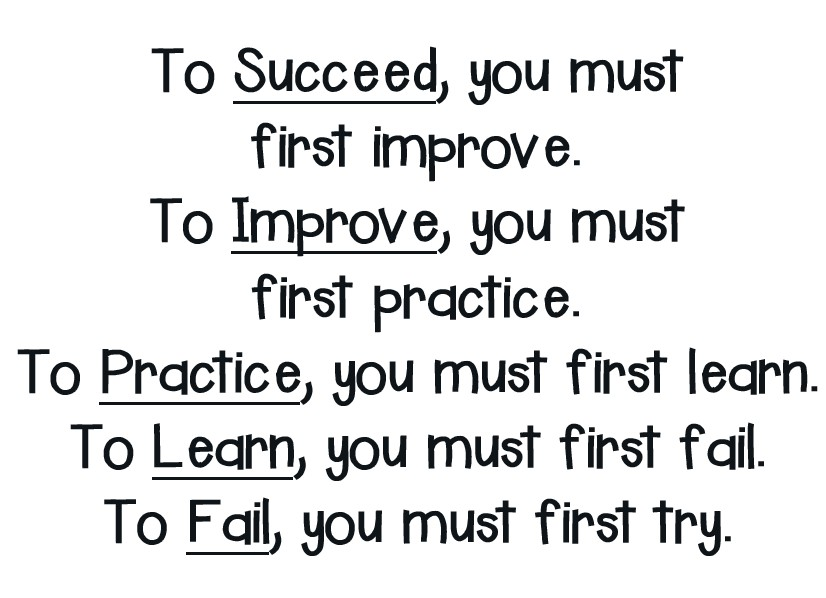 To Succeed, you must
first improve.
To Improve, you must
first practice.
To Practice, you must first learn.
To Learn, you must first fail.
To Fail, you must first try.